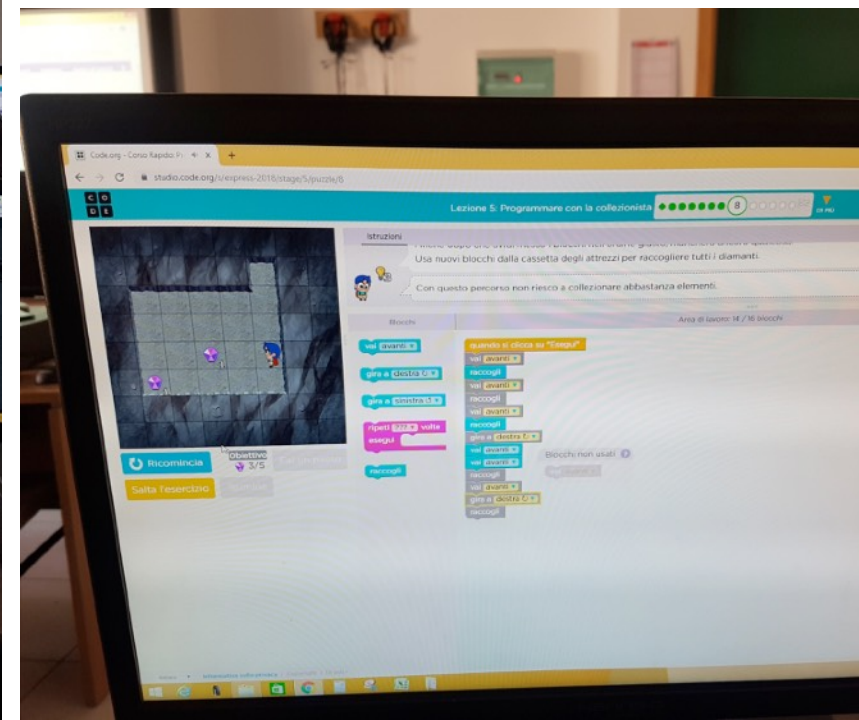 Code.org - Corso Rapido
studio.code.org/s/express-2018/stage/5/puzzle/8
C O
D E
Lezione 5: Programmare con la collezionista
8
DI PIÙ
Istruzioni
Usa nuovi blocchi dalla cassetta degli attrezzi per raccogliere tutti i diamanti.
Con questo percorso non riesco a collezionare abbastanza elementi.
Blocchi
Area di lavoro: 14 / 16 blocchi
vai avanti
gira a destra
gira a sinistra
ripeti ??? volte
esegui
raccogli
quando si clicca su "Esegui"
vai avanti
raccogli
vai avanti
raccogli
vai avanti
raccogli
gira a destra
vai avanti
vai avanti
raccogli
vai avanti
gira a destra
raccogli
Blocchi non usati
Ricomincia
Obiettivo
3/5
Salta l'esercizio